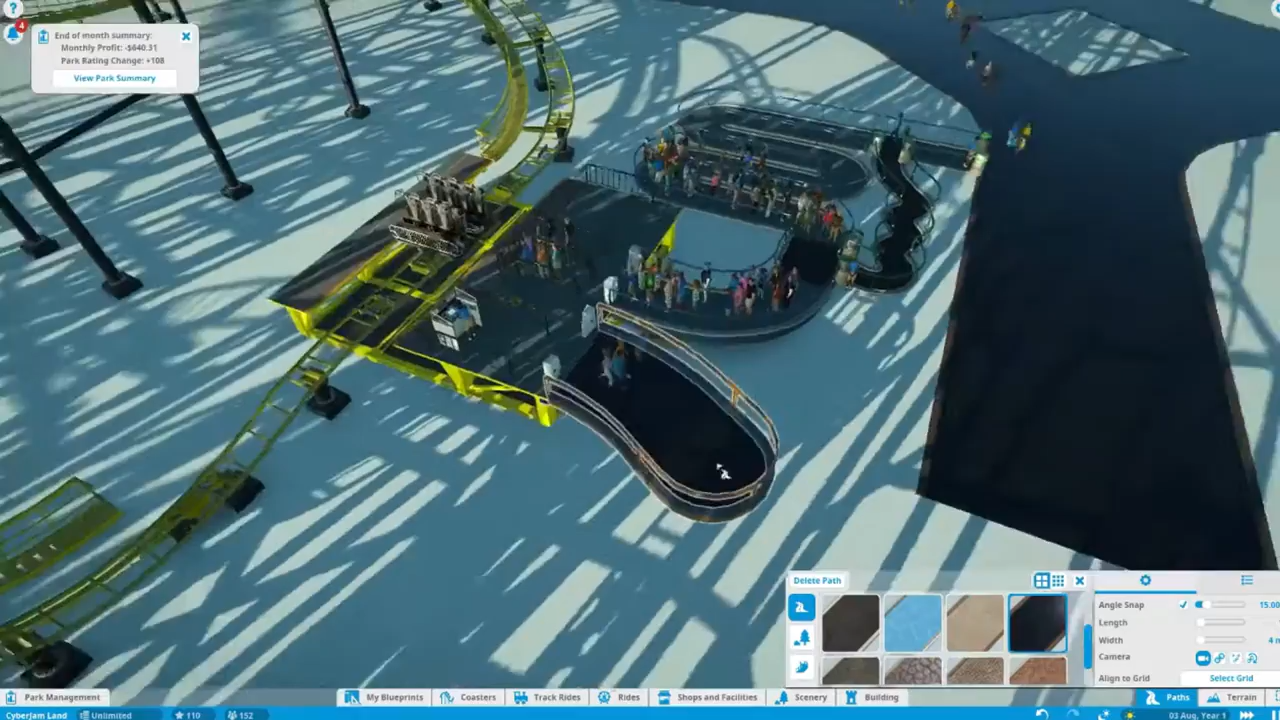 ?
4
End of month summary:
Monthly Profit: -$640.31
Park Rating Change: +108
View Park Summary
Delete Path
Angle Snap
15.00
Length
Width
4 m
Camera
Align to Grid
Select Grid
Park Management
My Blueprints
Coasters
Track Rides
Rides
Shops and Facilities
Scenery
Building
Paths
Terrain
CyberJam Land
Unlimited
110
152
03 Aug, Year 1